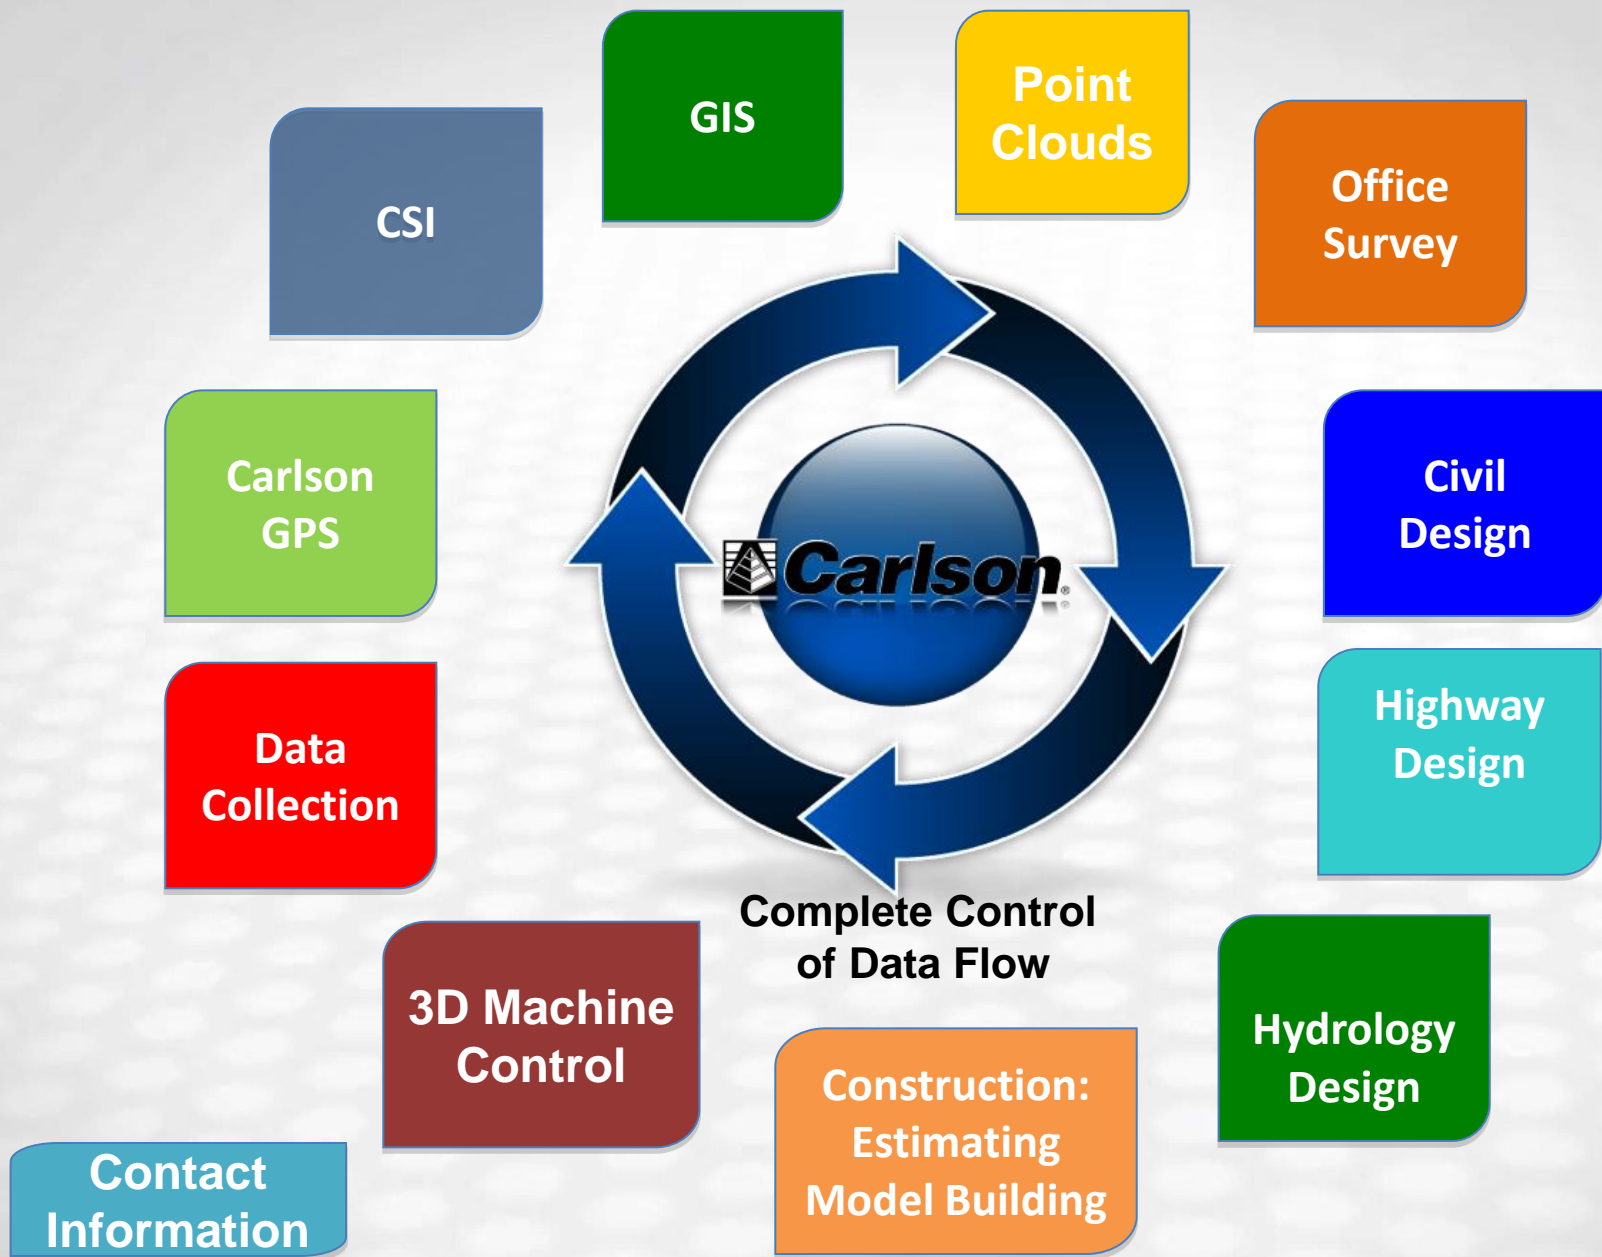 GIS
Point
Clouds
CSI
Office
Survey
Carlson
GPS
Civil
Design
Carlson®
Data
Collection
Highway
Design
Complete Control
of Data Flow
3D Machine
Control
Hydrology
Design
Construction:
Estimating
Model Building
Contact
Information